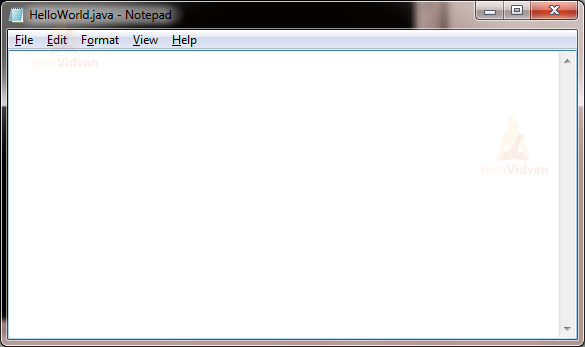 HelloWorld.java - Notepad
File Edit Format View Help
TechVidvan
TechVidvan